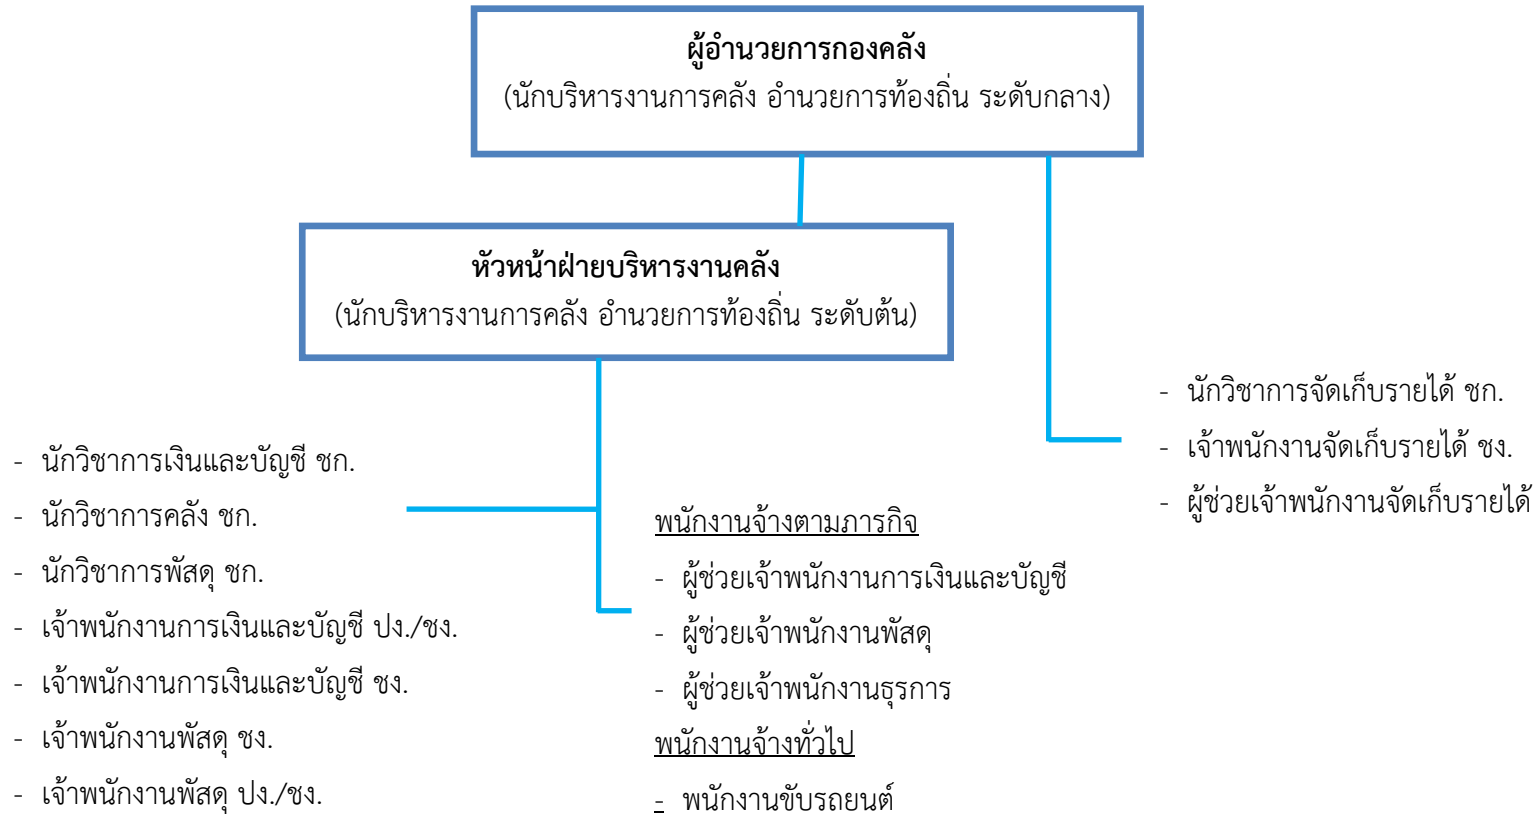 ผู้อำนวยการกองคลัง
(นักบริหารงานการคลัง อำนวยการท้องถิ่น ระดับกลาง)
หัวหน้าฝ่ายบริหารงานคลัง
(นักบริหารงานการคลัง อำนวยการท้องถิ่น ระดับต้น)
- นักวิชาการเงินและบัญชี ชก.
- นักวิชาการคลัง ชก.
- นักวิชาการพัสดุ ชก.
- เจ้าพนักงานการเงินและบัญชี ปง./ชง.
- เจ้าพนักงานการเงินและบัญชี ชง.
- เจ้าพนักงานพัสดุ ชง.
- เจ้าพนักงานพัสดุ ปง./ชง.
พนักงานจ้างตามภารกิจ
- ผู้ช่วยเจ้าพนักงานการเงินและบัญชี
- ผู้ช่วยเจ้าพนักงานพัสดุ
- ผู้ช่วยเจ้าพนักงานธุรการ
พนักงานจ้างทั่วไป
- พนักงานขับรถยนต์
- นักวิชาการจัดเก็บรายได้ ชก.
- เจ้าพนักงานจัดเก็บรายได้ ชง.
- ผู้ช่วยเจ้าพนักงานจัดเก็บรายได้